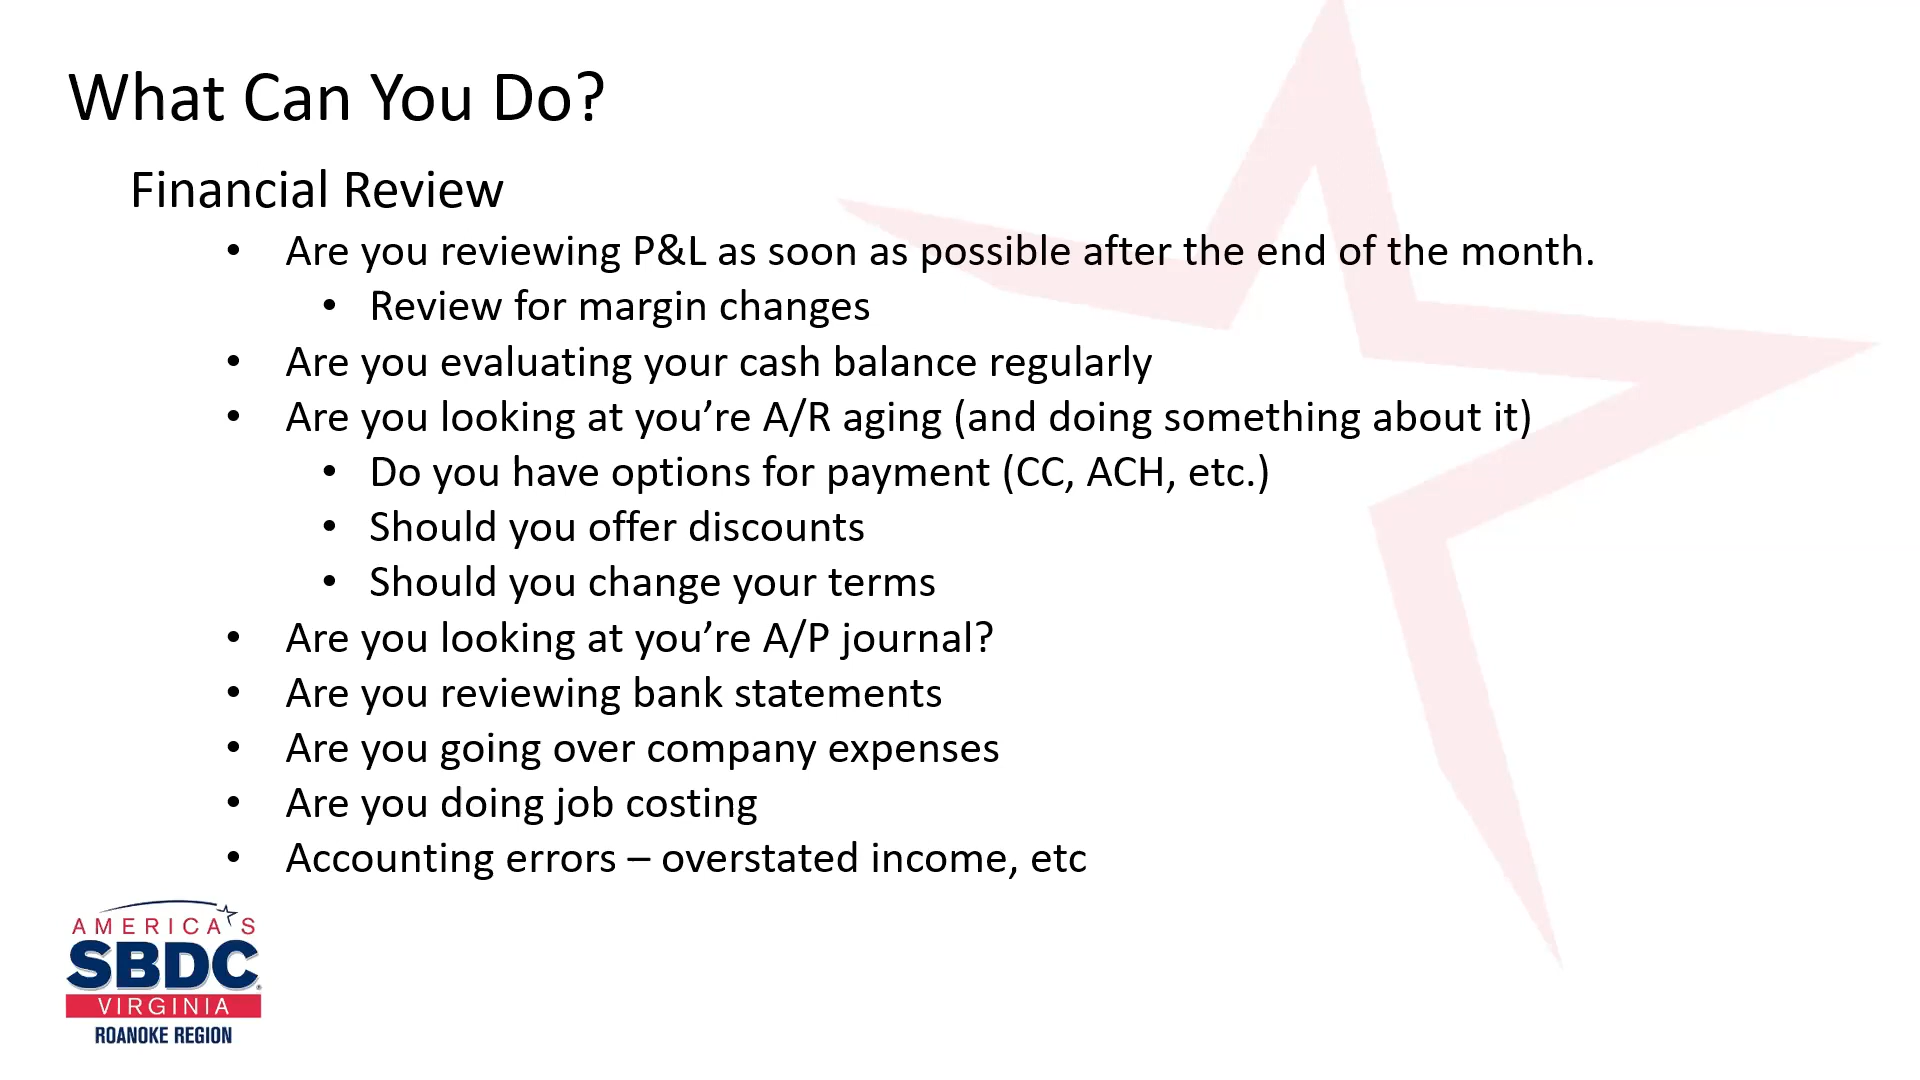 What Can You Do?
Financial Review
• Are you reviewing P&L as soon as possible after the end of the month.
• Review for margin changes
• Are you evaluating your cash balance regularly
• Are you looking at you’re A/R aging (and doing something about it)
• Do you have options for payment (CC, ACH, etc.)
• Should you offer discounts
• Should you change your terms
• Are you looking at you’re A/P journal?
• Are you reviewing bank statements
• Are you going over company expenses
• Are you doing job costing
• Accounting errors – overstated income, etc
AMERICA'S
SBDC®
VIRGINIA
ROANOKE REGION